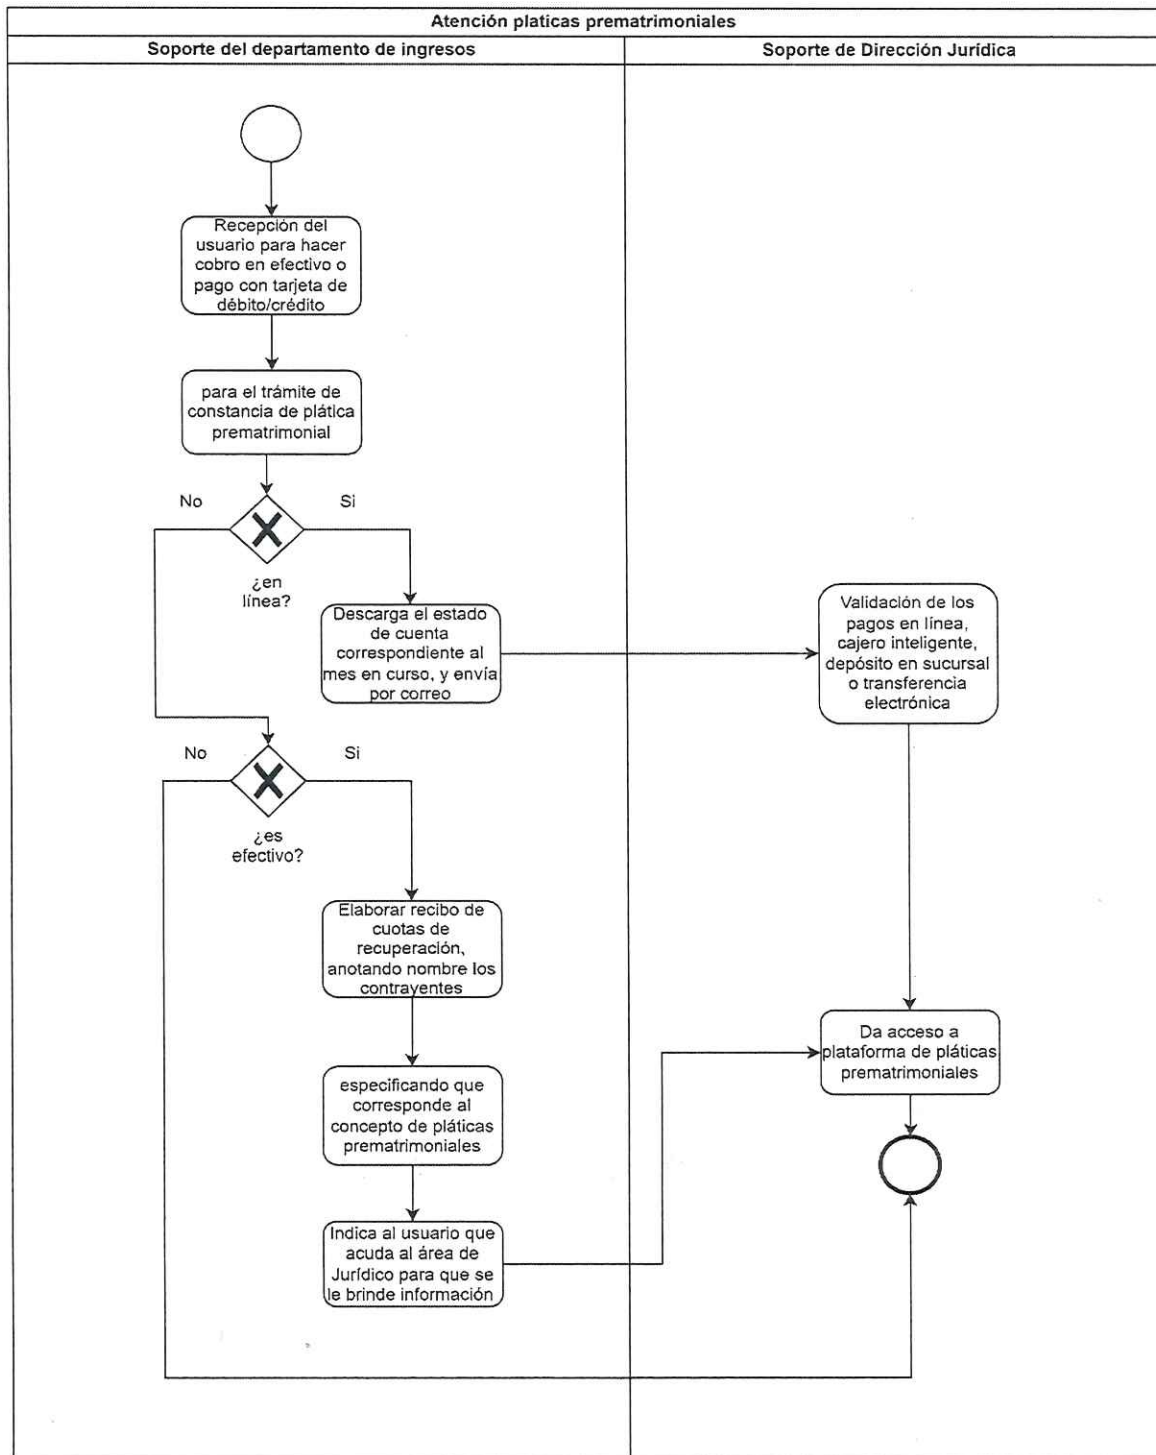 Atención platicas prematrimoniales
Soporte del departamento de ingresos
Soporte de Dirección Jurídica
Recepción del
usuario para hacer
cobro en efectivo o
pago con tarjeta de
débito/crédito
para el trámite de
constancia de plática
prematrimonial
No
Si
¿en
línea?
Descarga el estado
de cuenta
correspondiente al
mes en curso, y envía
por correo
Validación de los
pagos en línea,
cajero inteligente,
depósito en sucursal
o transferencia
electrónica
No
Si
¿es
efectivo?
Elaborar recibo de
cuotas de
recuperación,
anotando nombre los
contrayentes
especificando que
corresponde al
concepto de pláticas
prematrimoniales
Indica al usuario que
acuda al área de
Jurídico para que se
le brinde información
Da acceso a
plataforma de pláticas
prematrimoniales